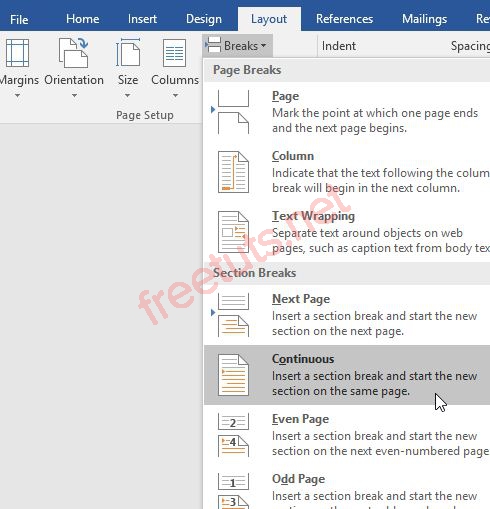 File Home Insert Design Layout References Mailings Re
Breaks Indent Spacing
Margins Orientation Size Columns
Page Setup
Page Breaks
Page
Mark the point at which one page ends
and the next page begins.
Column
Indicate that the text following the colum
break will begin in the next column.
Text Wrapping
Separate text around objects on web
pages, such as caption text from body tex
Section Breaks
Next Page
Insert a section break and start the new
section on the next page.
Continuous
Insert a section break and start the new
section on the same page.
2
4
Even Page
Insert a section break and start the new
section on the next even-numbered page
1
3
Odd Page
Insert a section break and start the new
freetuts.net